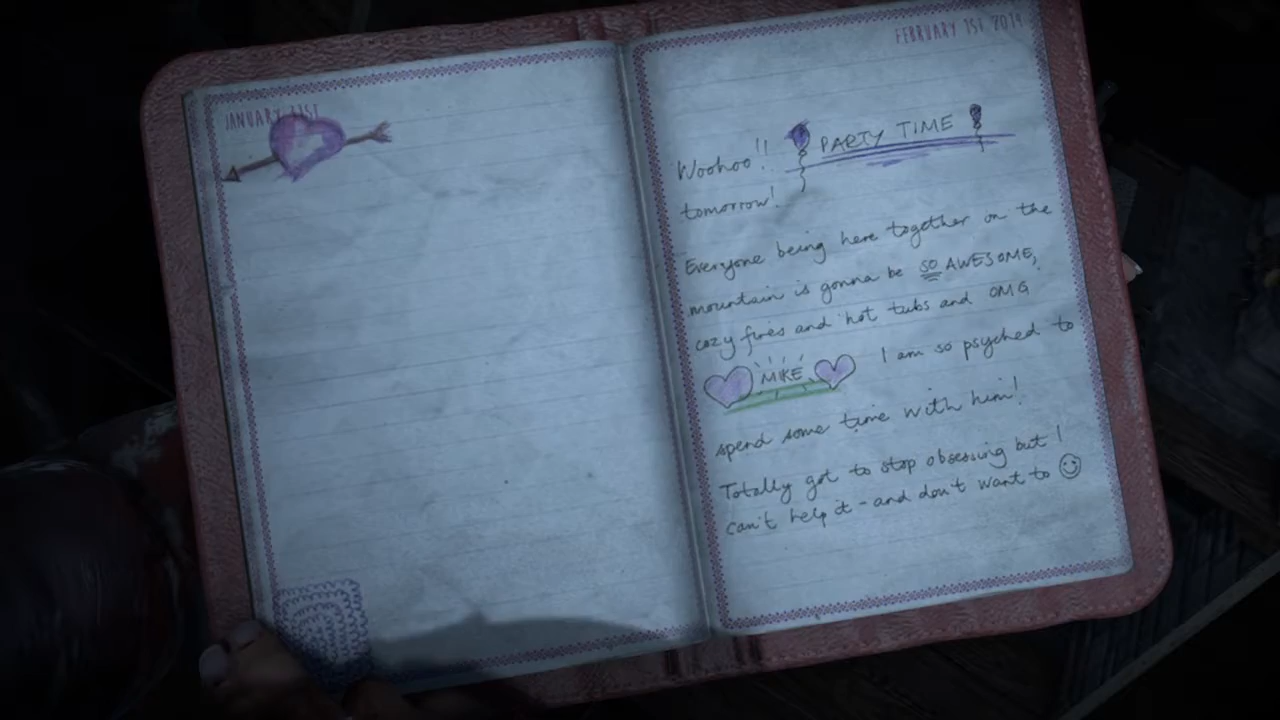 JANUARY 31ST
FEBRUARY 1ST 2014
Woohoo!! PARTY TIME
tomorrow!
Everyone being here together on the
mountain is gonna be so AWESOME,
cozy fires and hot tubs and OMG
MIKE I am so psyched to
spend some time with him!
Totally got to stop obsessing but I
can't help it - and don't want to